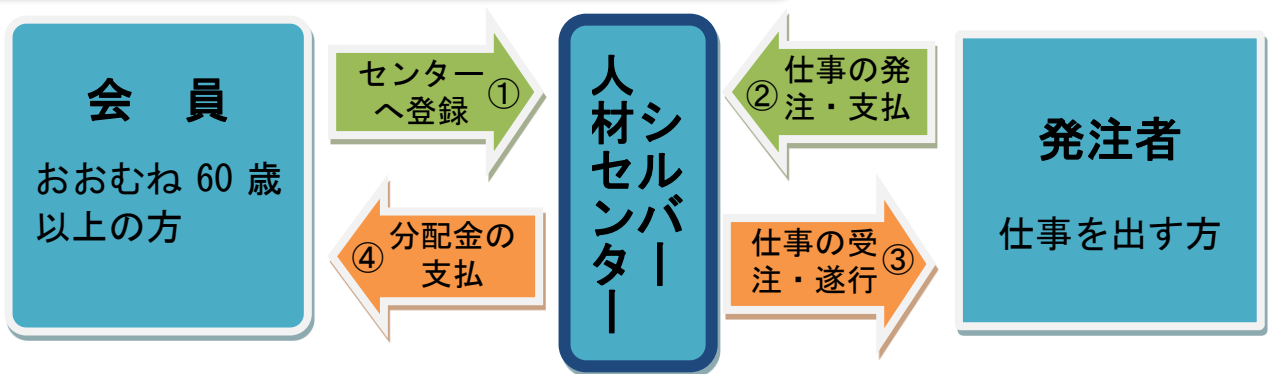 会　員
おおむね 60 歳
以上の方
センター
へ登録
①
④
分配金の
支払
シルバー
人材センター
②
仕事の発
注・支払
仕事の受
注・遂行
③
発注者
仕事を出す方